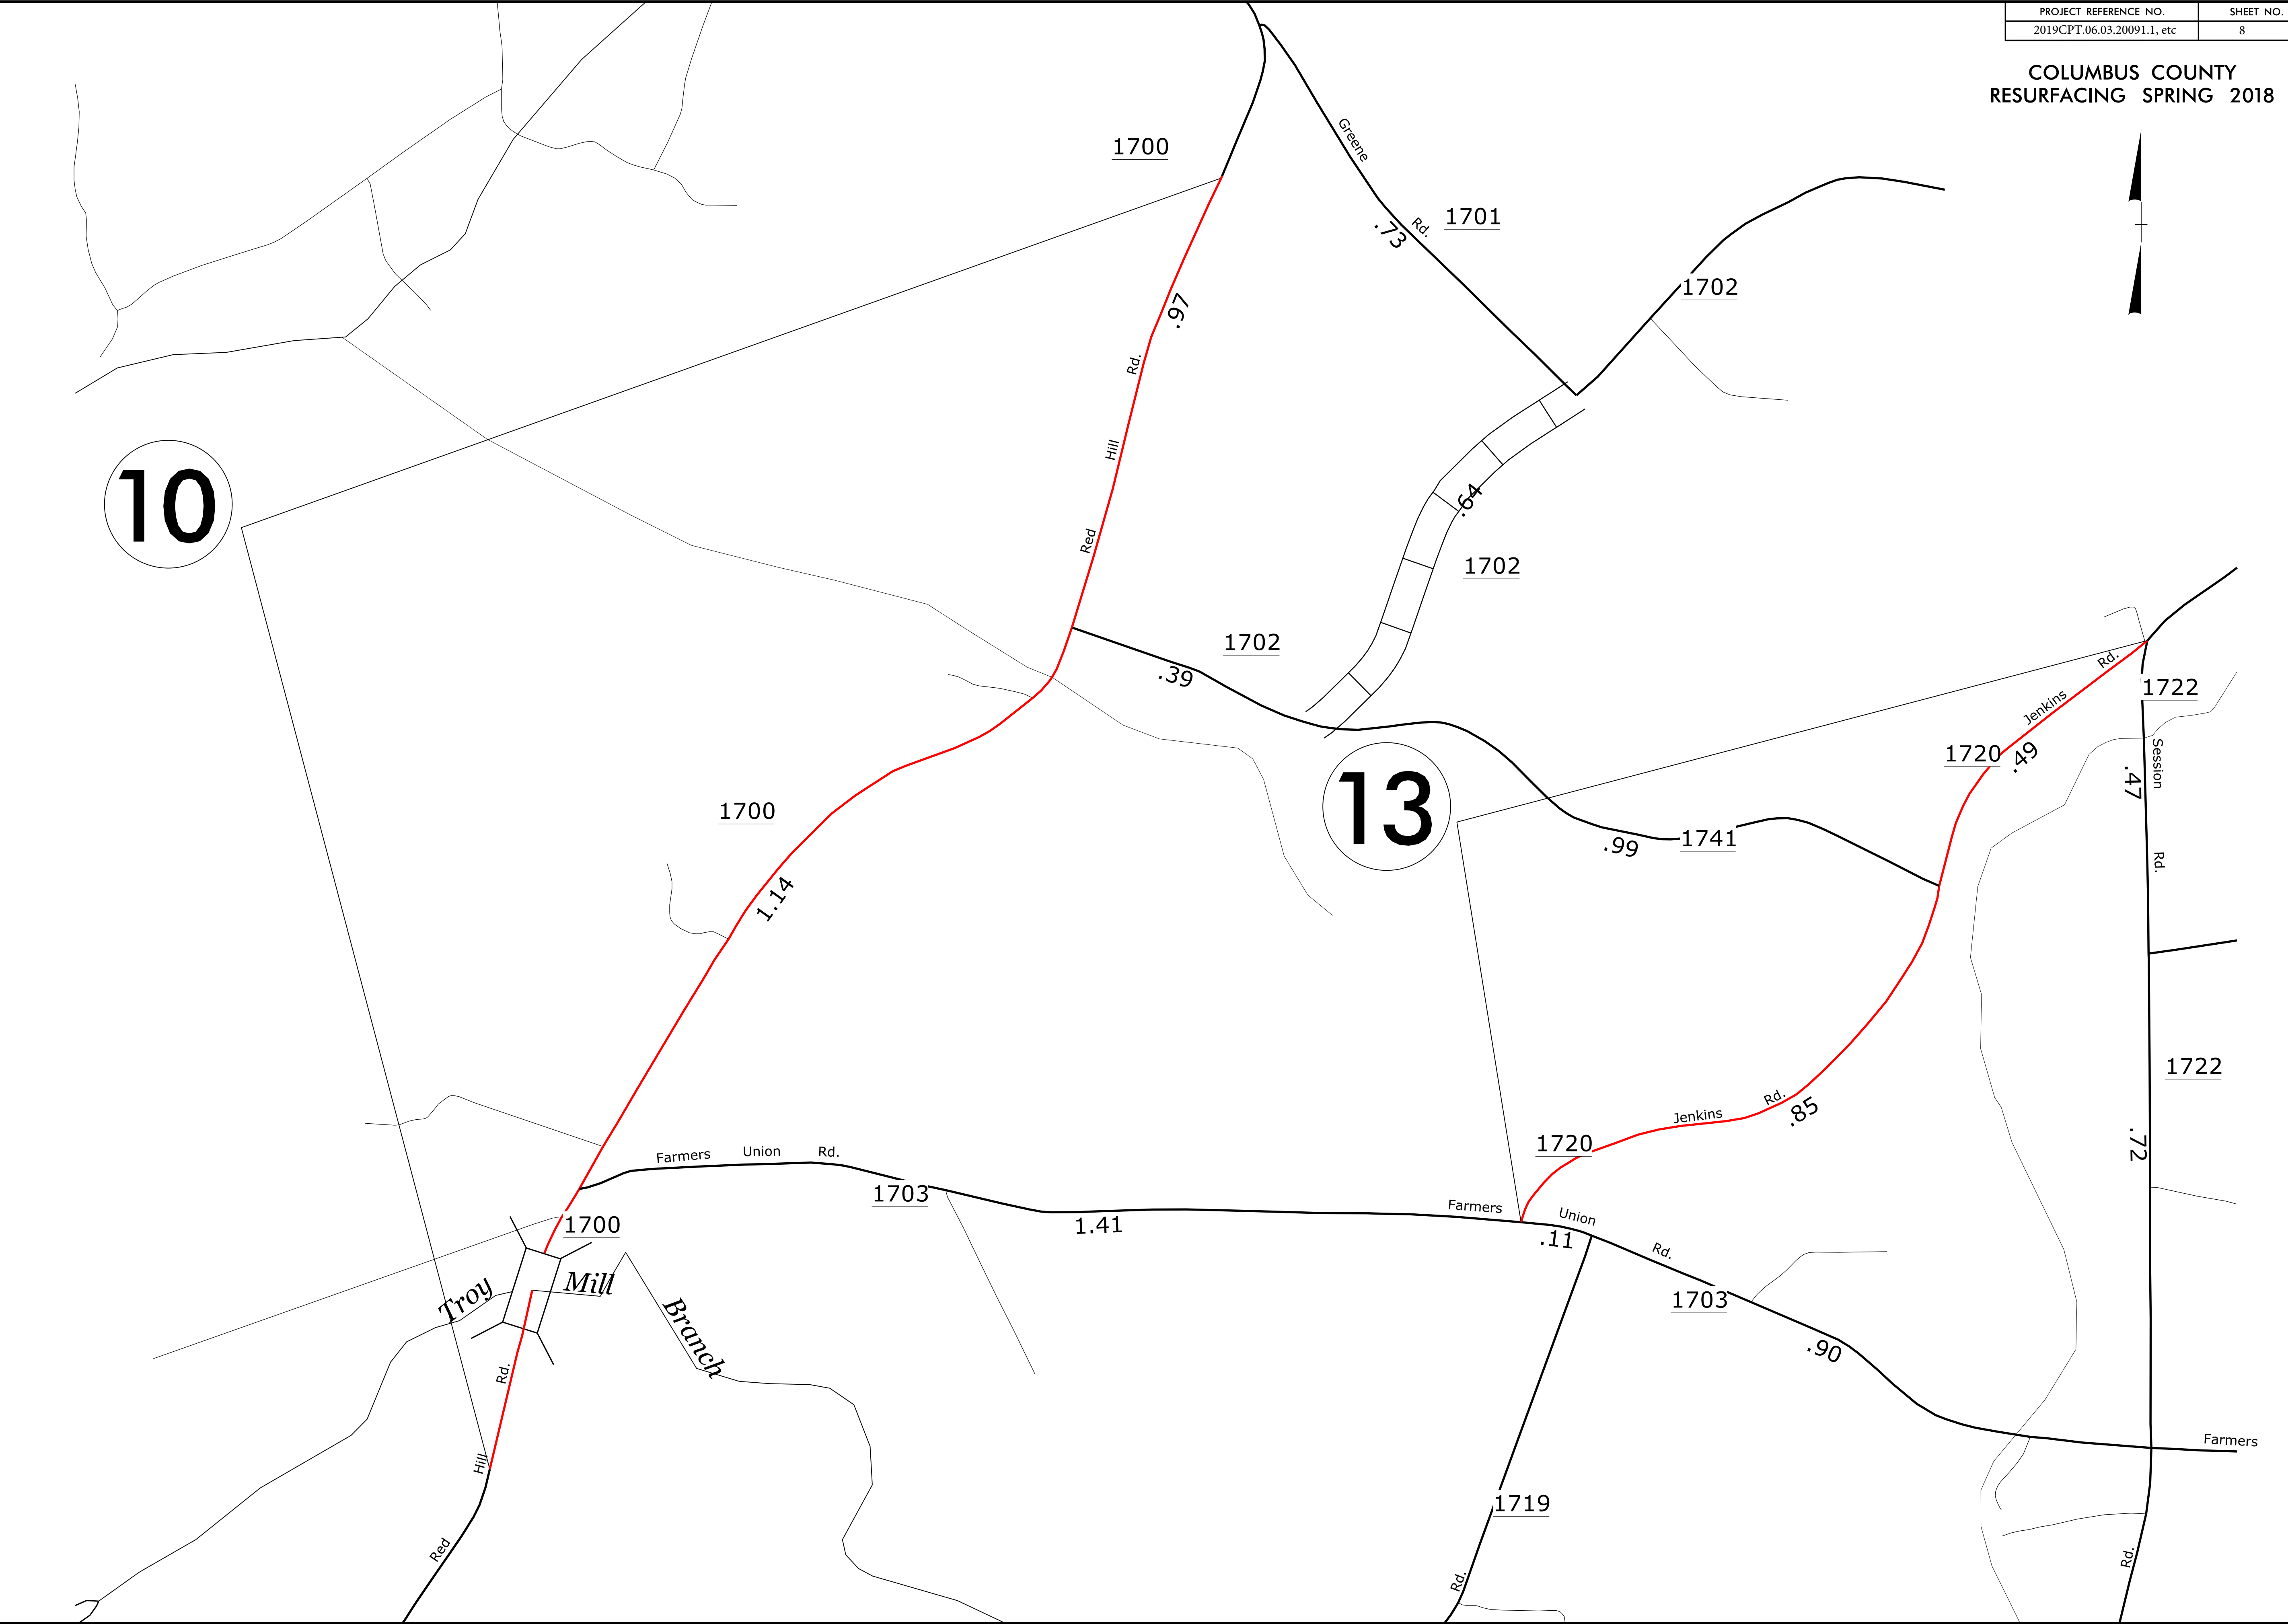 PROJECT REFERENCE NO. SHEET NO.
2019CPT.06.03.20091.1, etc 8
COLUMBUS COUNTY
RESURFACING SPRING 2018
1700
Greene Rd.
1701
.73
1702
.97
Red Hill Rd.
10
.64
1702
1702
.39
1722
Jenkins Rd.
1720
.49
Session Rd.
.47
13
1700
.99
1741
1.14
1722
Jenkins Rd.
.85
1720
.72
Farmers Union Rd.
1703
1.41
Farmers Union Rd.
.11
1700
Troy Mill Branch
1703
.90
Farmers
Red Hill Rd.
1719
Rd.
Rd.